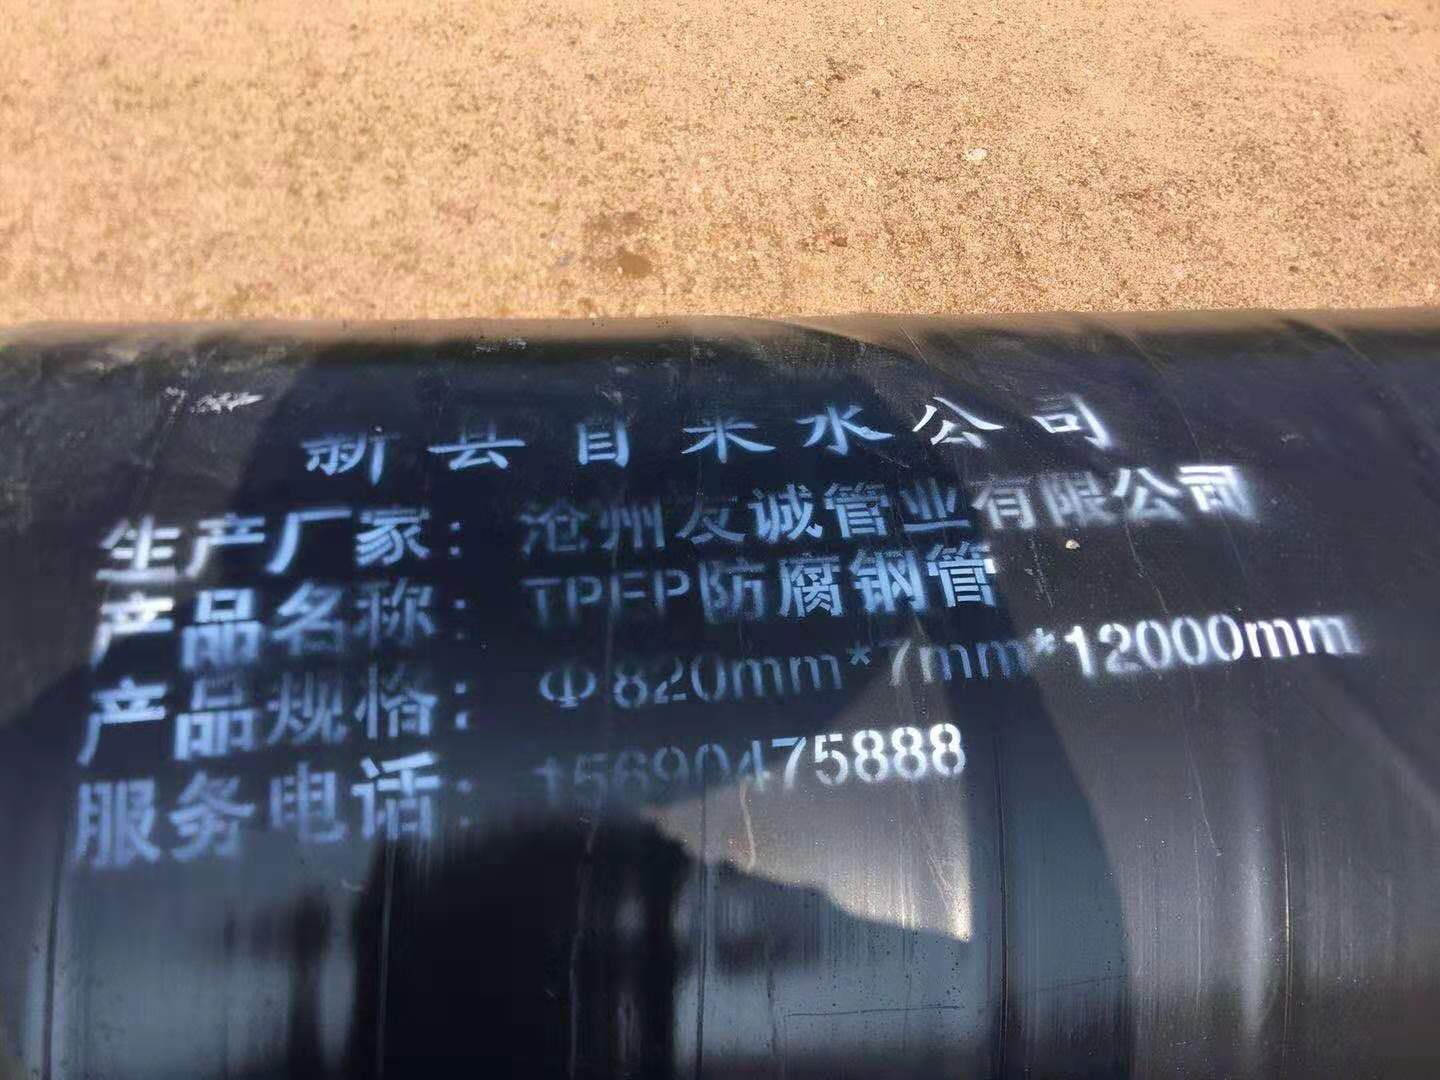 新县自来水公司
生产厂家：沧州友诚管业有限公司
产品名称：TPEP防腐钢管
产品规格：Φ820mm*7mm*12000mm
服务电话：15690475888